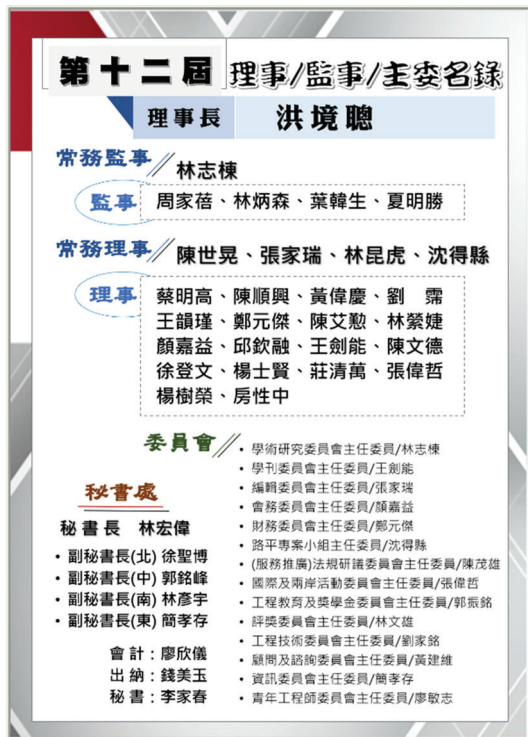 第十二屆 理事/監事/主委名錄
理事長 洪境聰
常務監事 林志棟
監事 周家蓓、林炳森、葉韓生、夏明勝
常務理事 陳世晃、張家瑞、林昆虎、沈得縣
理事 蔡明高、陳順興、黃偉慶、劉 霈
王韻瑾、鄭元傑、陳艾懃、林縈婕
顏嘉益、邱欽融、王劍能、陳文德
徐登文、楊士賢、莊清萬、張偉哲
楊樹榮、房性中
委員會
• 學術研究委員會主任委員/林志棟
• 學刊委員會主任委員/王劍能
• 編輯委員會主任委員/張家瑞
• 會務委員會主任委員/顏嘉益
• 財務委員會主任委員/鄭元傑
• 路平專案小組主任委員/沈得縣
• (服務推廣)法規研議委員會主任委員/陳茂雄
• 國際及兩岸活動委員會主任委員/張偉哲
• 工程教育及獎學金委員會主任委員/郭振銘
• 評獎委員會主任委員/林文雄
• 工程技術委員會主任委員/劉家銘
• 顧問及諮詢委員會主任委員/黃建維
• 資訊委員會主任委員/簡孝存
• 青年工程師委員會主任委員/廖敏志
秘書處
秘書長 林宏偉
• 副秘書長(北) 徐聖博
• 副秘書長(中) 郭銘峰
• 副秘書長(南) 林彥宇
• 副秘書長(東) 簡孝存
會計：廖欣儀
出納：錢美玉
秘書：李家春